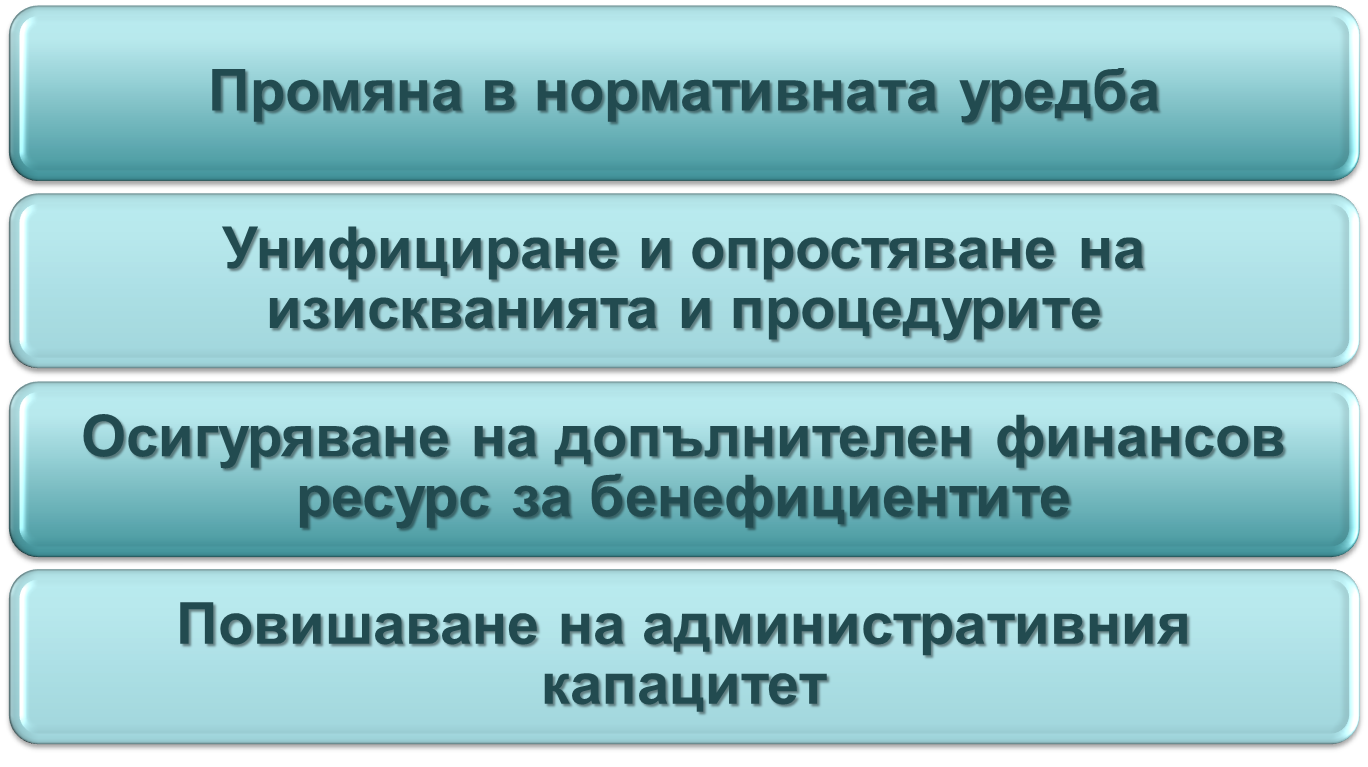 Промяна в нормативната уредба
Унифициране и опростяване на
изискванията и процедурите
Осигуряване на допълнителен финансов
ресурс за бенефициентите
Повишаване на административния
капацитет